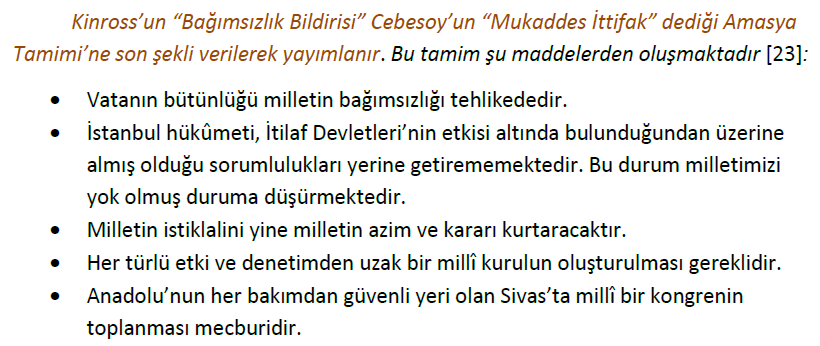 Kinross’un “Bağımsızlık Bildirisi” Cebesoy’un “Mukaddes İttifak” dediği Amasya
Tamimi’ne son şekli verilerek yayımlanır. Bu tamim şu maddelerden oluşmaktadır [23]:
• Vatanın bütünlüğü milletin bağımsızlığı tehlikededir.
• İstanbul hükûmeti, İtilaf Devletleri’nin etkisi altında bulunduğundan üzerine
almış olduğu sorumlulukları yerine getirememektedir. Bu durum milletimizi
yok olmuş duruma düşürmektedir.
• Milletin istiklalini yine milletin azim ve kararı kurtaracaktır.
• Her türlü etki ve denetimden uzak bir millî kurulun oluşturulması gereklidir.
• Anadolu’nun her bakımdan güvenli yeri olan Sivas’ta millî bir kongrenin
toplanması mecburidir.